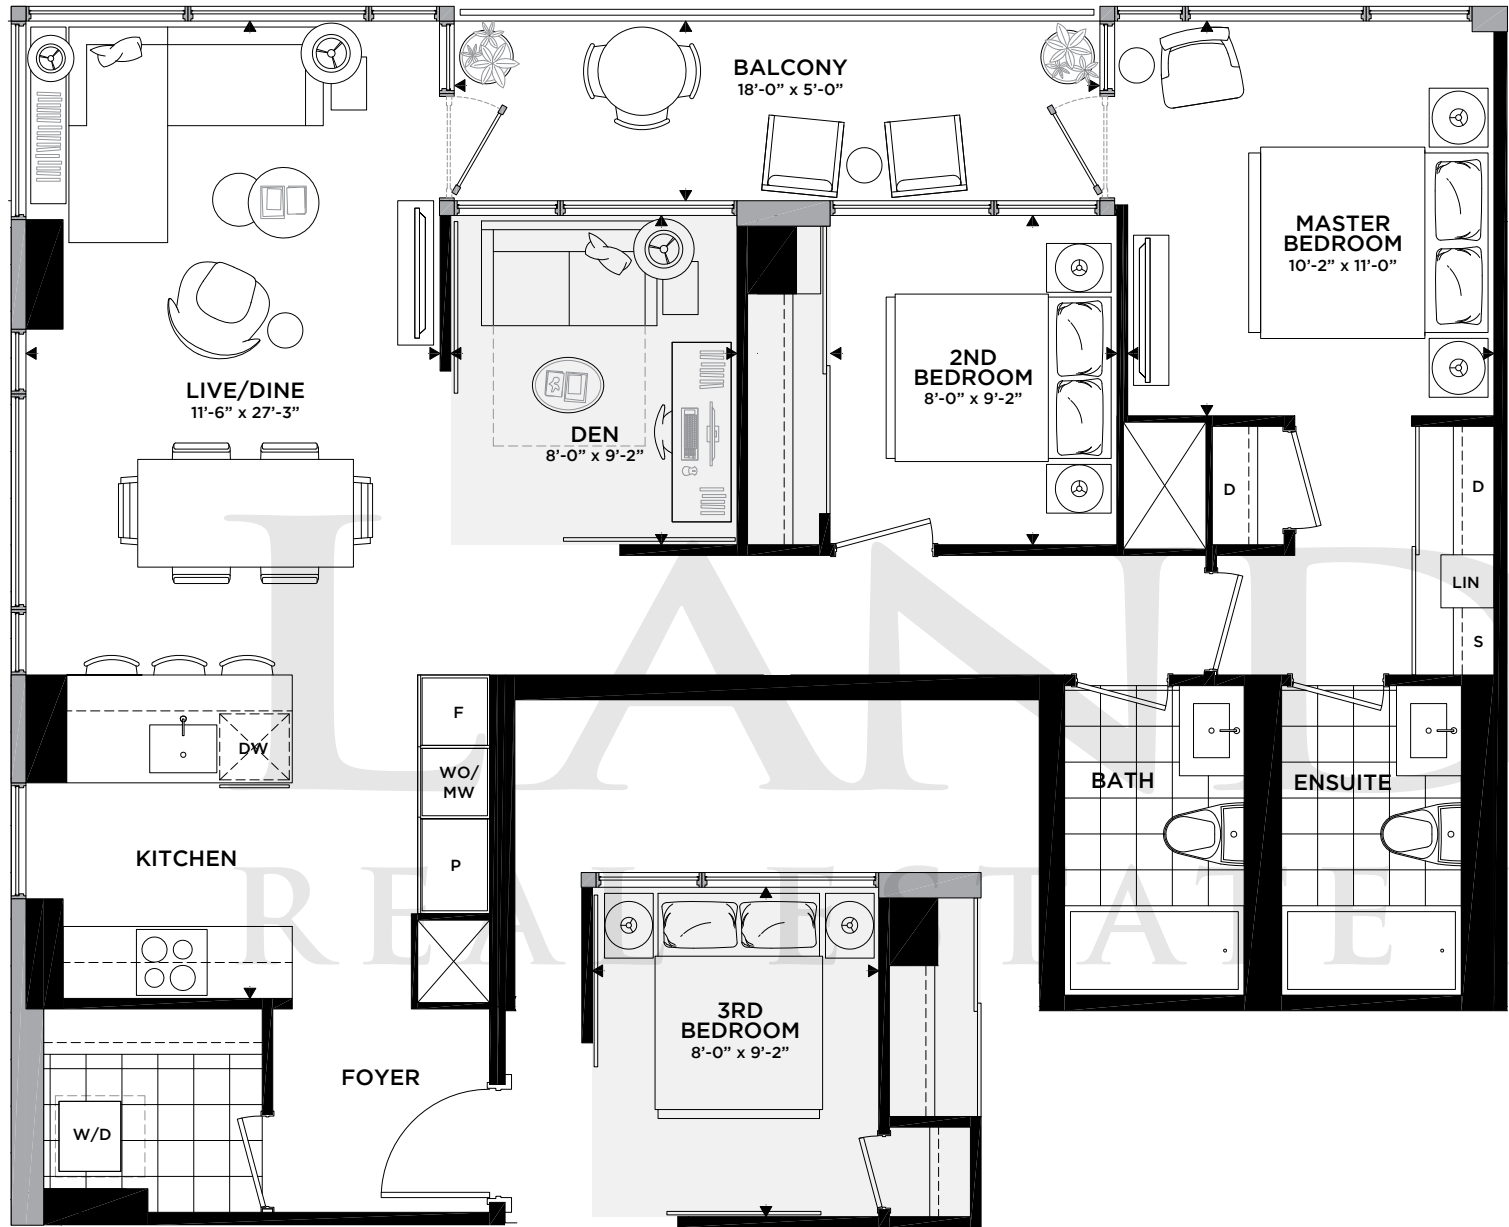 BALCONY
18'-0" x 5'-0"
MASTER
BEDROOM
10'-2" x 11'-0"
2ND
BEDROOM
8'-0" x 9'-2"
LIVE/DINE
11'-6" x 27'-3"
DEN
8'-0" x 9'-2"
D
D
LIN
S
F
DW
WO/
MW
BATH
ENSUITE
KITCHEN
P
LAND
REAL ESTATE
3RD
BEDROOM
8'-0" x 9'-2"
FOYER
W/D